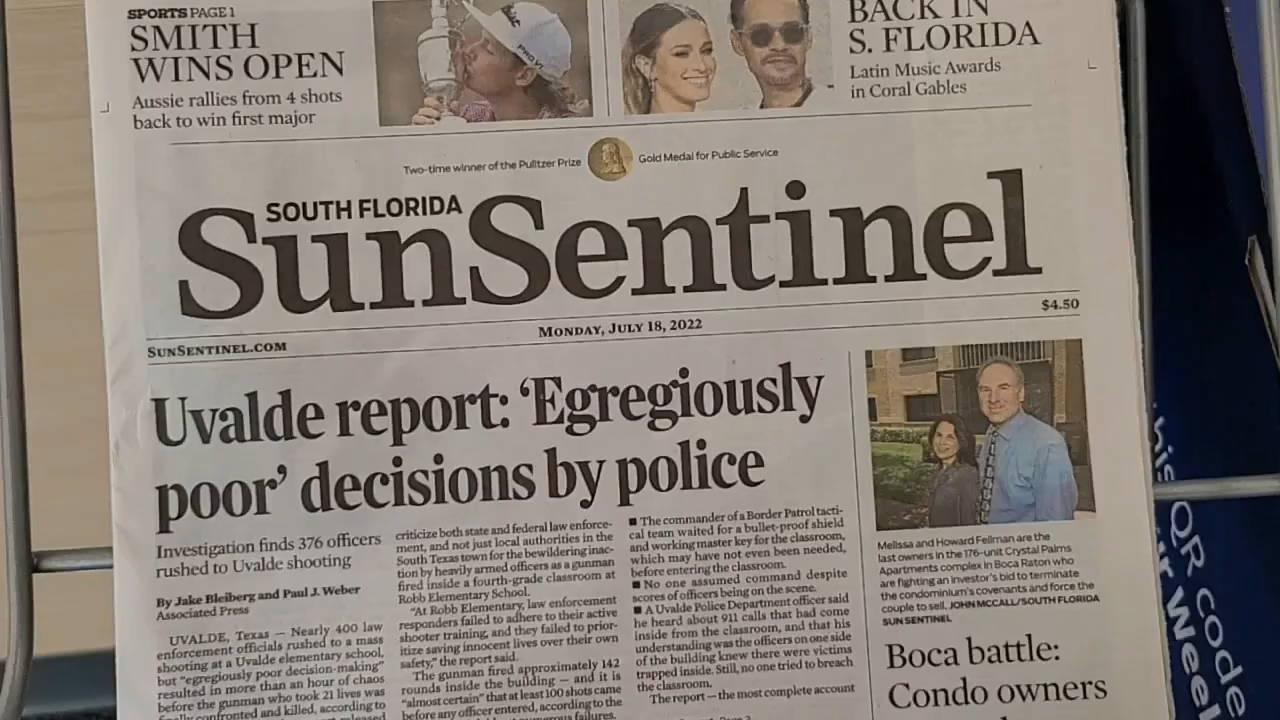 SPORTS PAGE 1
SMITH
WINS OPEN
Aussie rallies from 4 shots
back to win first major
BACK IN
S. FLORIDA
Latin Music Awards
in Coral Gables
Two-time winner of the Pulitzer Prize
Gold Medal for Public Service
SOUTH FLORIDA
SunSentinel
SUNSENTINEL.COM
MONDAY, JULY 18, 2022
$4.50
Uvalde report: ‘Egregiously
poor’ decisions by police
Investigation finds 376 officers
rushed to Uvalde shooting
By Jake Bleiberg and Paul J. Weber
Associated Press
UVALDE, Texas — Nearly 400 law
enforcement officials rushed to a mass
shooting at a Uvalde elementary school,
but “egregiously poor decision-making”
resulted in more than an hour of chaos
before the gunman who took 21 lives was
finally confronted and killed, according to
criticize both state and federal law enforce-
ment, and not just local authorities in the
South Texas town for the bewildering inac-
tion by heavily armed officers as a gunman
fired inside a fourth-grade classroom at
Robb Elementary School.
“At Robb Elementary, law enforcement
responders failed to adhere to their active
shooter training, and they failed to prior-
itize saving innocent lives over their own
safety,” the report said.
The gunman fired approximately 142
rounds inside the building — and it is
“almost certain” that at least 100 shots came
before any officer entered, according to the
numerous failures.
■ The commander of a Border Patrol tacti-
cal team waited for a bullet-proof shield
and working master key for the classroom,
which may have not even been needed,
before entering the classroom.
■ No one assumed command despite
scores of officers being on the scene.
■ A Uvalde Police Department officer said
he heard about 911 calls that had come
inside from the classroom, and that his
understanding was the officers on one side
of the building knew there were victims
trapped inside. Still, no one tried to breach
the classroom.
The report — the most complete account
Melissa and Howard Fellman are the
last owners in the 176-unit Crystal Palms
Apartments complex in Boca Raton who
are fighting an investor’s bid to terminate
the condominium’s covenants and force the
couple to sell. JOHN MCCALL/SOUTH FLORIDA
SUN SENTINEL
Boca battle:
Condo owners
QR code